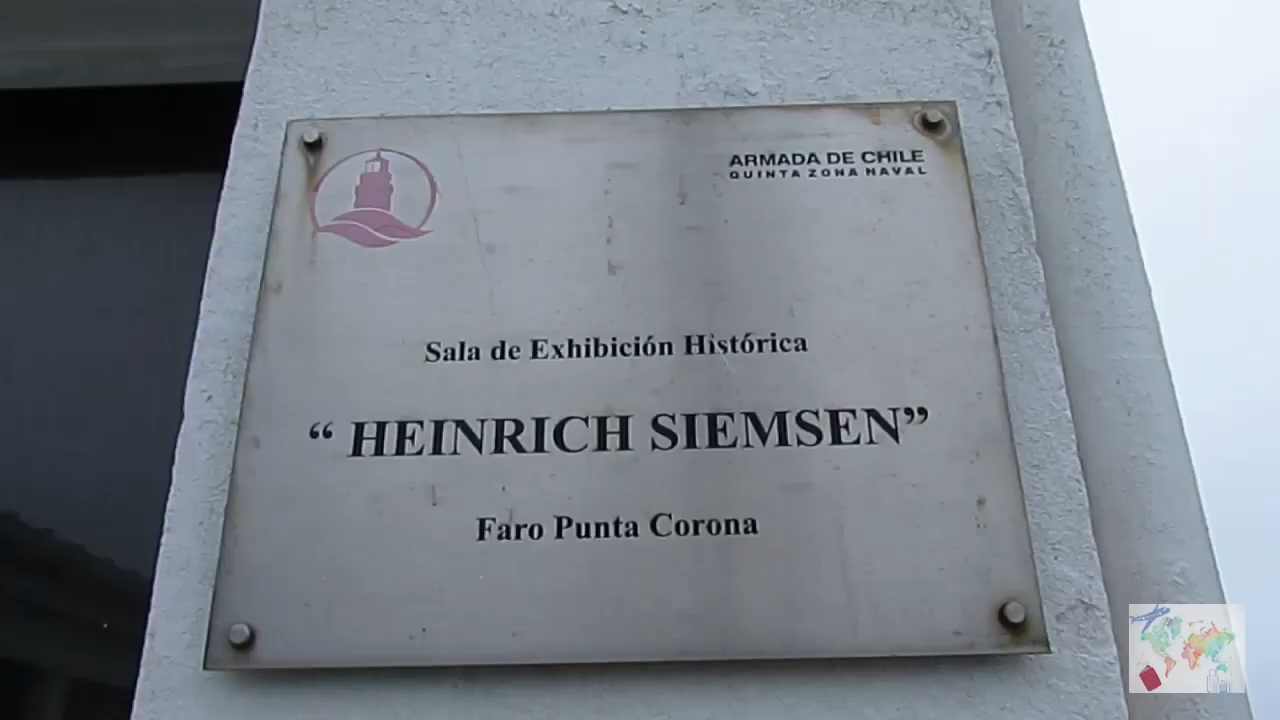 ARMADA DE CHILE
QUINTA ZONA NAVAL
Sala de Exhibición Histórica
“ HEINRICH SIEMSEN”
Faro Punta Corona